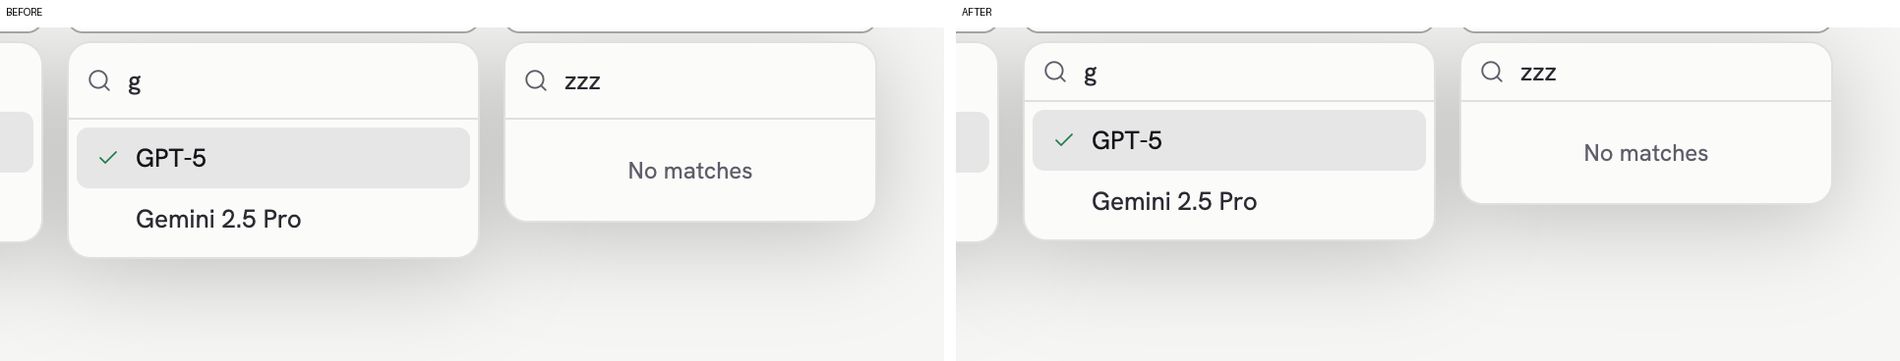 BEFORE
g
GPT-5
Gemini 2.5 Pro
zzz
No matches
AFTER
g
GPT-5
Gemini 2.5 Pro
zzz
No matches